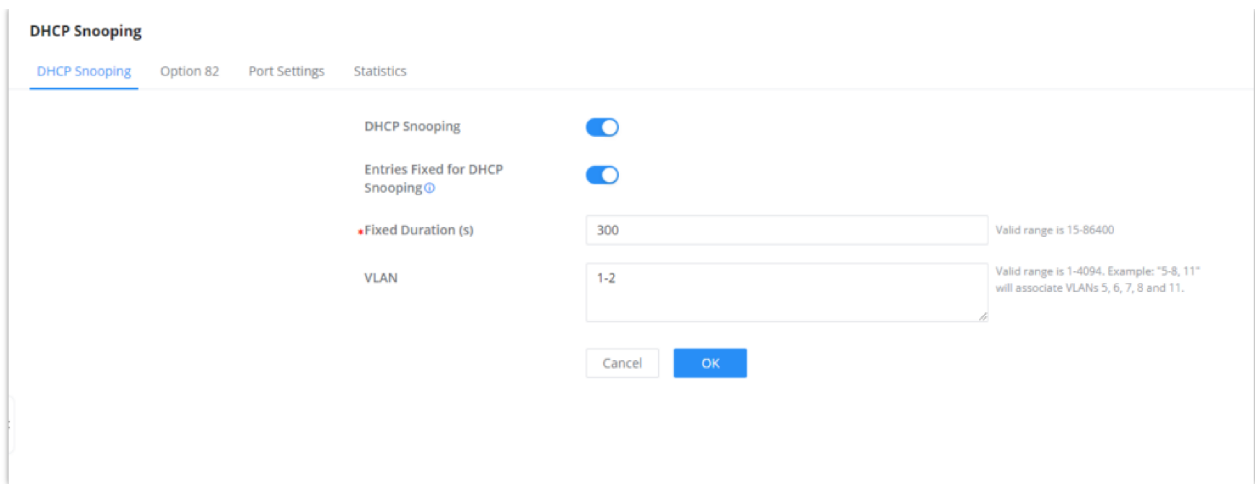 DHCP Snooping
DHCP Snooping Option 82 Port Settings Statistics
DHCP Snooping
Entries Fixed for DHCP
Snooping
*Fixed Duration (s) 300 Valid range is 15-86400
VLAN 1-2 Valid range is 1-4094. Example: "5-8, 11"
will associate VLANs 5, 6, 7, 8 and 11.
Cancel OK